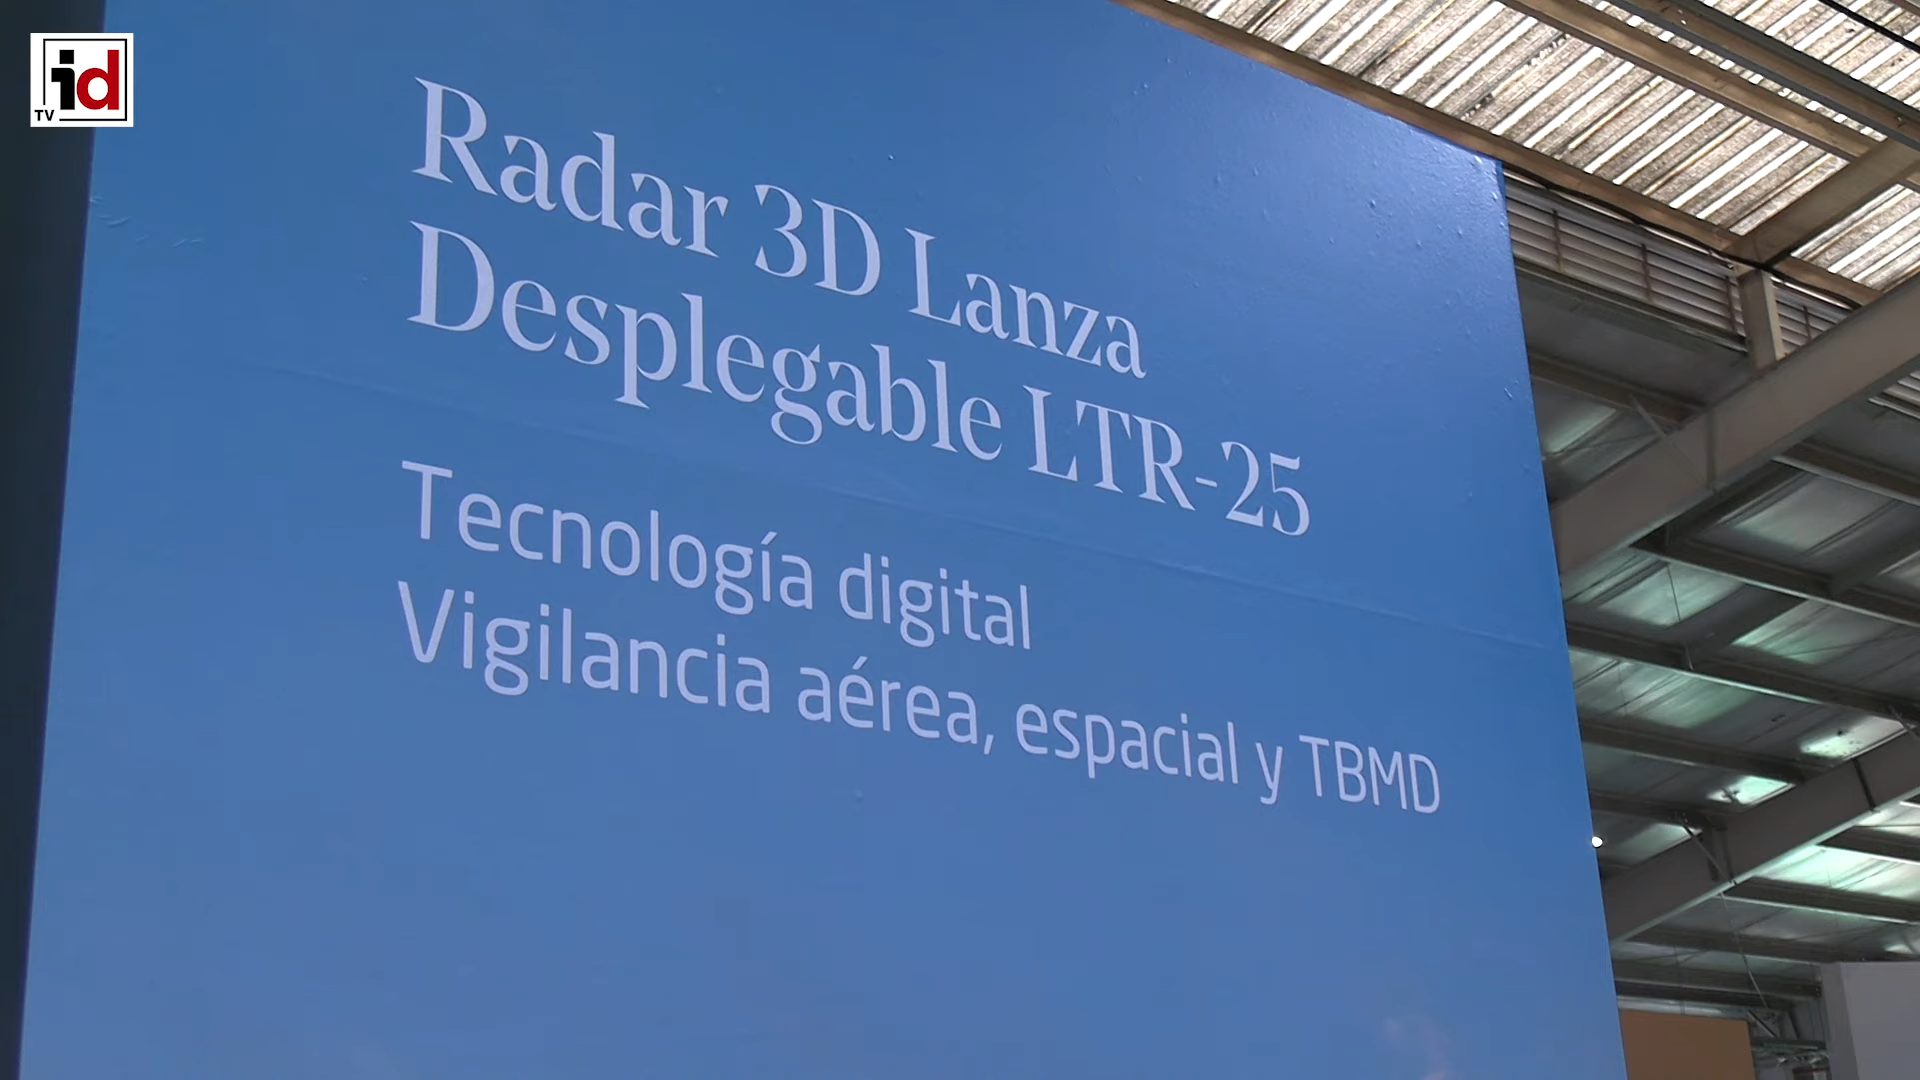 id
TV
Radar 3D Lanza
Desplegable LTR-25
Tecnología digital
Vigilancia aérea, espacial y TBMD